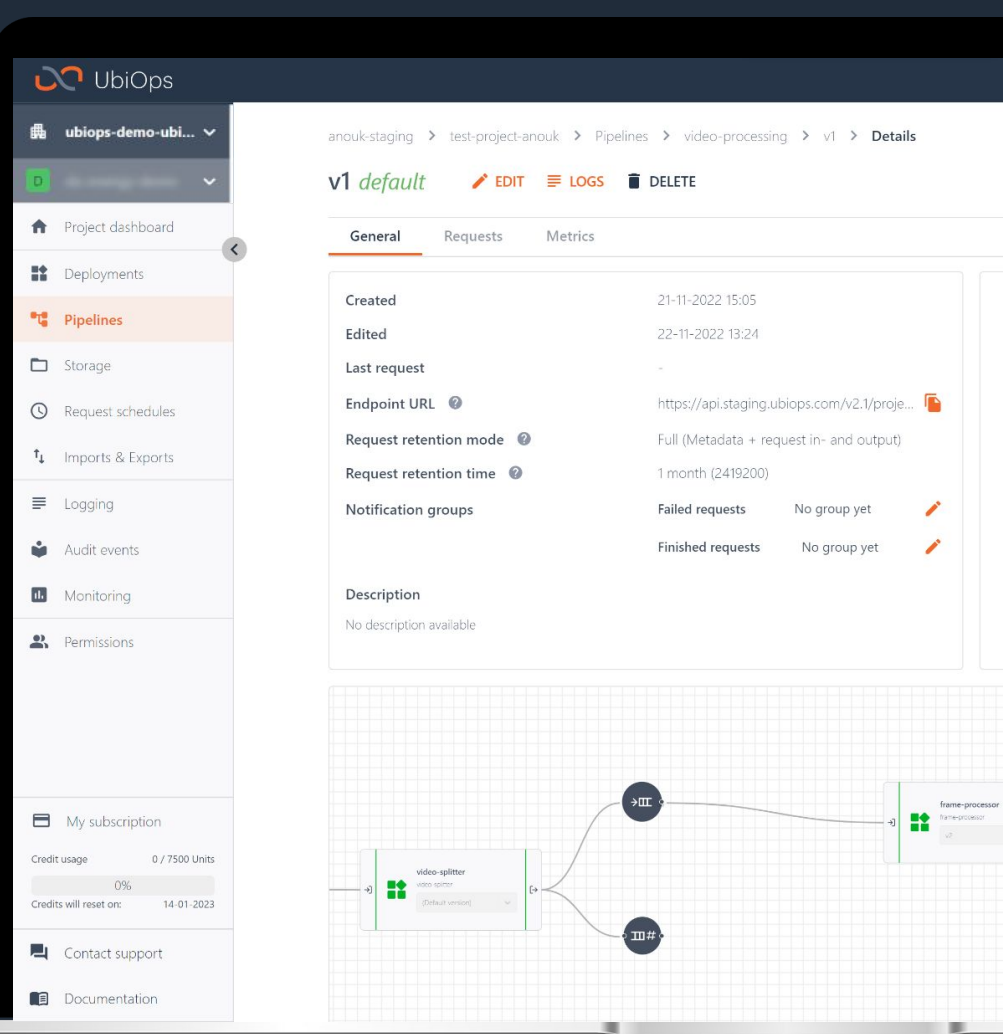 UbiOps
ubiops-demo-ubi...
D
Project dashboard
Deployments
Pipelines
Storage
Request schedules
Imports & Exports
Logging
Audit events
Monitoring
Permissions
My subscription
Credit usage 0 / 7500 Units
0%
Credits will reset on: 14-01-2023
Contact support
Documentation
anouk-staging > test-project-anouk > Pipelines > video-processing > v1 > Details
v1 default EDIT LOGS DELETE
General Requests Metrics
Created 21-11-2022 15:05
Edited 22-11-2022 13:24
Last request -
Endpoint URL https://api.staging.ubiops.com/v2.1/proje...
Request retention mode Full (Metadata + request in- and output)
Request retention time 1 month (2419200)
Notification groups Failed requests No group yet
Finished requests No group yet
Description
No description available
video-splitter
video-splitter
(Default version)
frame-processor
frame-processor